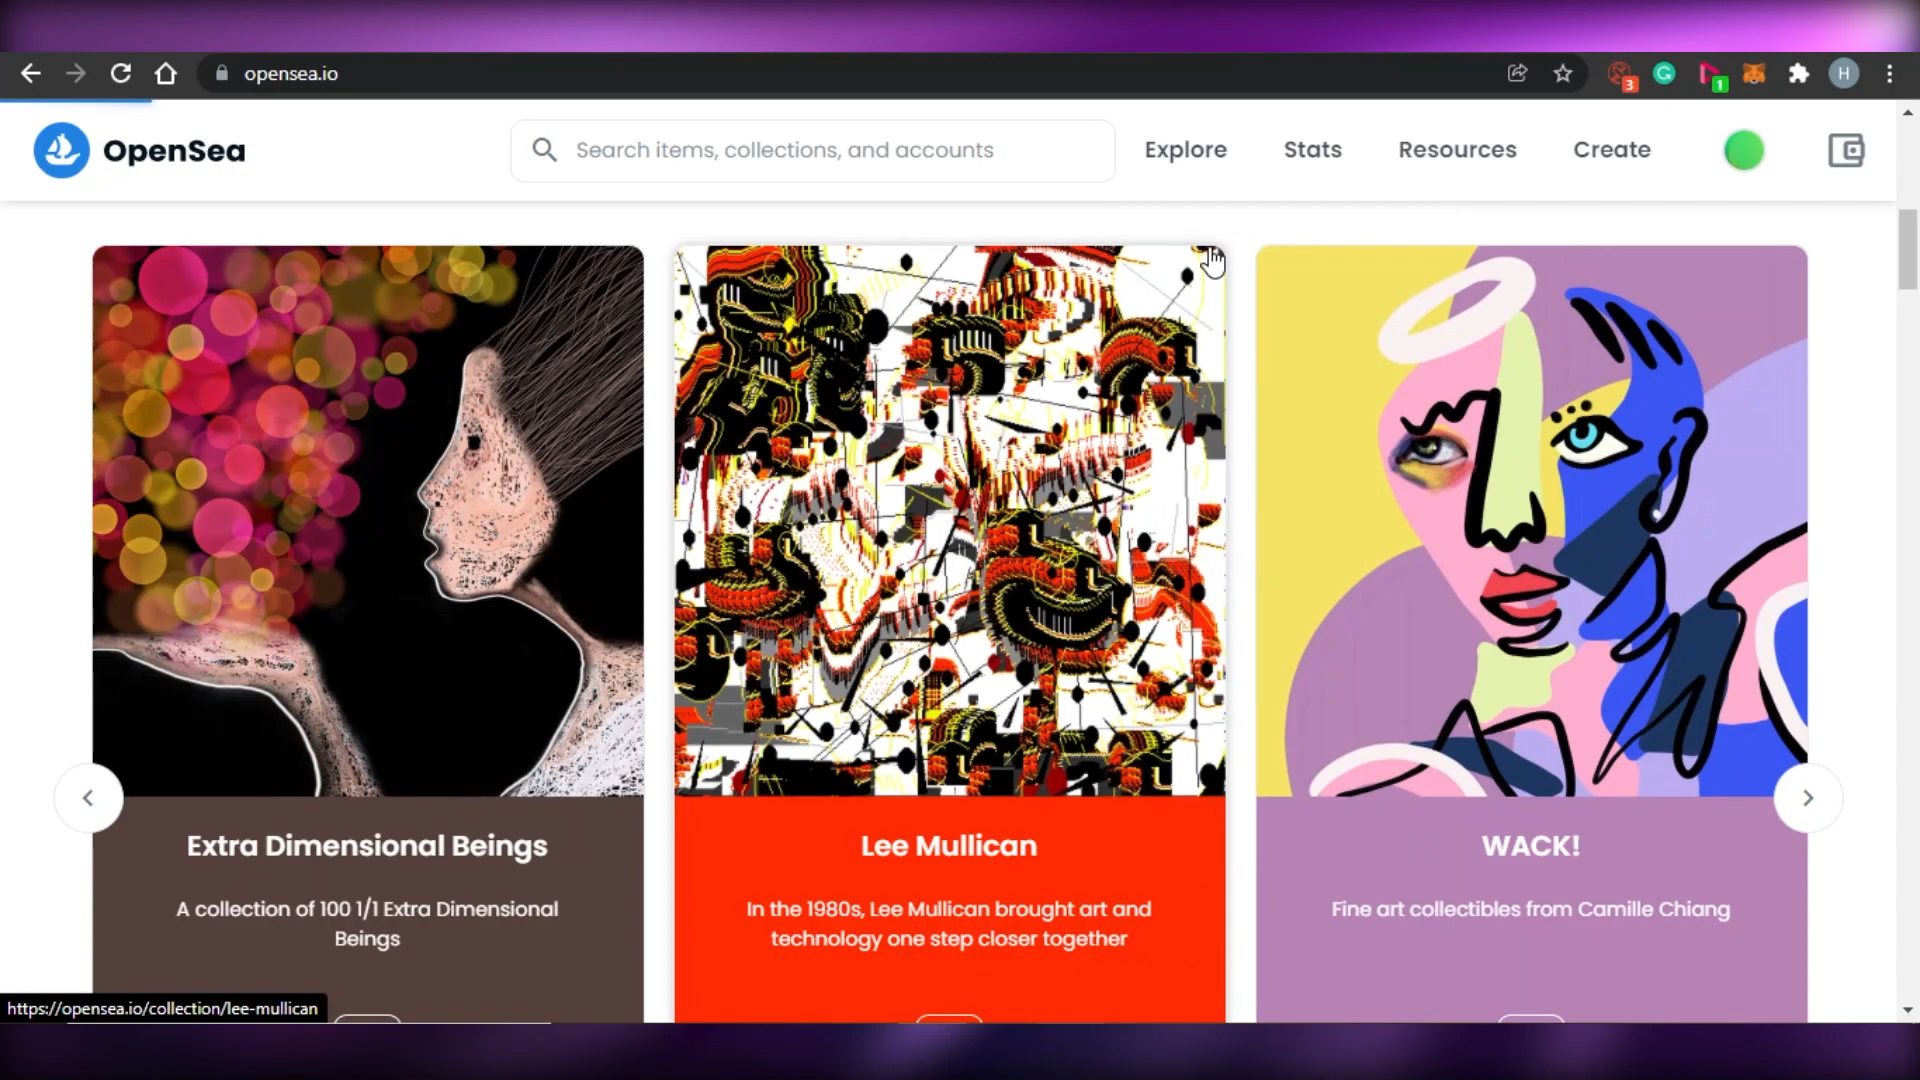 opensea.io
3
1
H
OpenSea
Search items, collections, and accounts
Explore
Stats
Resources
Create
Extra Dimensional Beings
A collection of 100 1/1 Extra Dimensional
Beings
Lee Mullican
In the 1980s, Lee Mullican brought art and
technology one step closer together
WACK!
Fine art collectibles from Camille Chiang
https://opensea.io/collection/lee-mullican